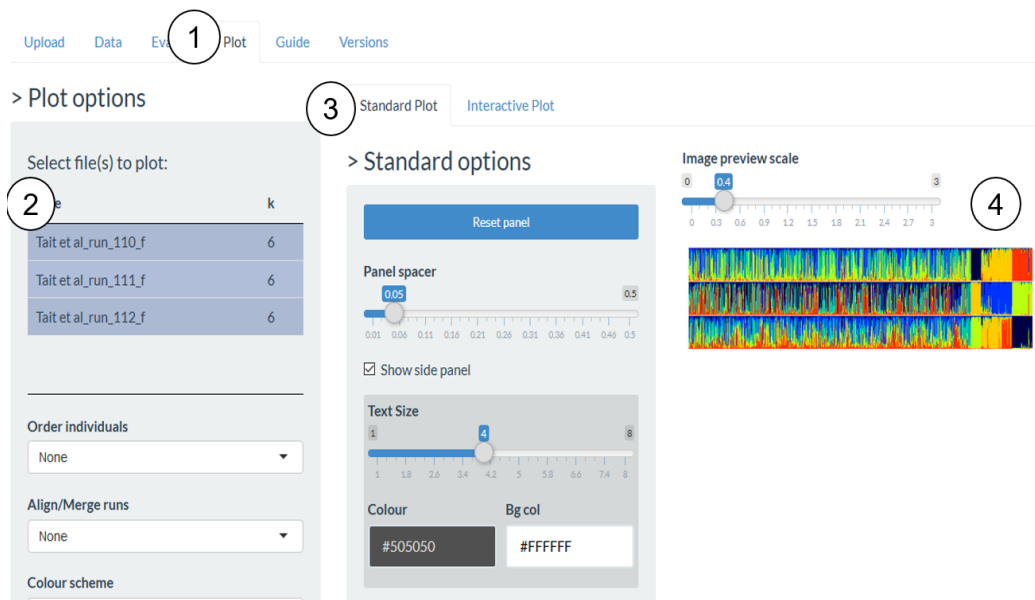 Upload Data Eva 1 Plot Guide Versions
> Plot options
3 Standard Plot Interactive Plot
Select file(s) to plot:
2 e k
Tait et al_run_110_f 6
Tait et al_run_111_f 6
Tait et al_run_112_f 6
Order individuals
None
Align/Merge runs
None
Colour scheme
> Standard options
Reset panel
Panel spacer
0.05 0.5
0.01 0.06 0.11 0.16 0.21 0.26 0.31 0.36 0.41 0.46 0.5
Show side panel
Text Size
1 4 8
1 1.8 2.6 3.4 4.2 5 5.8 6.6 7.4 8
Colour Bg col
#505050 #FFFFFF
Image preview scale
0 0.4 3
0 0.3 0.6 0.9 1.2 1.5 1.8 2.1 2.4 2.7 3
4